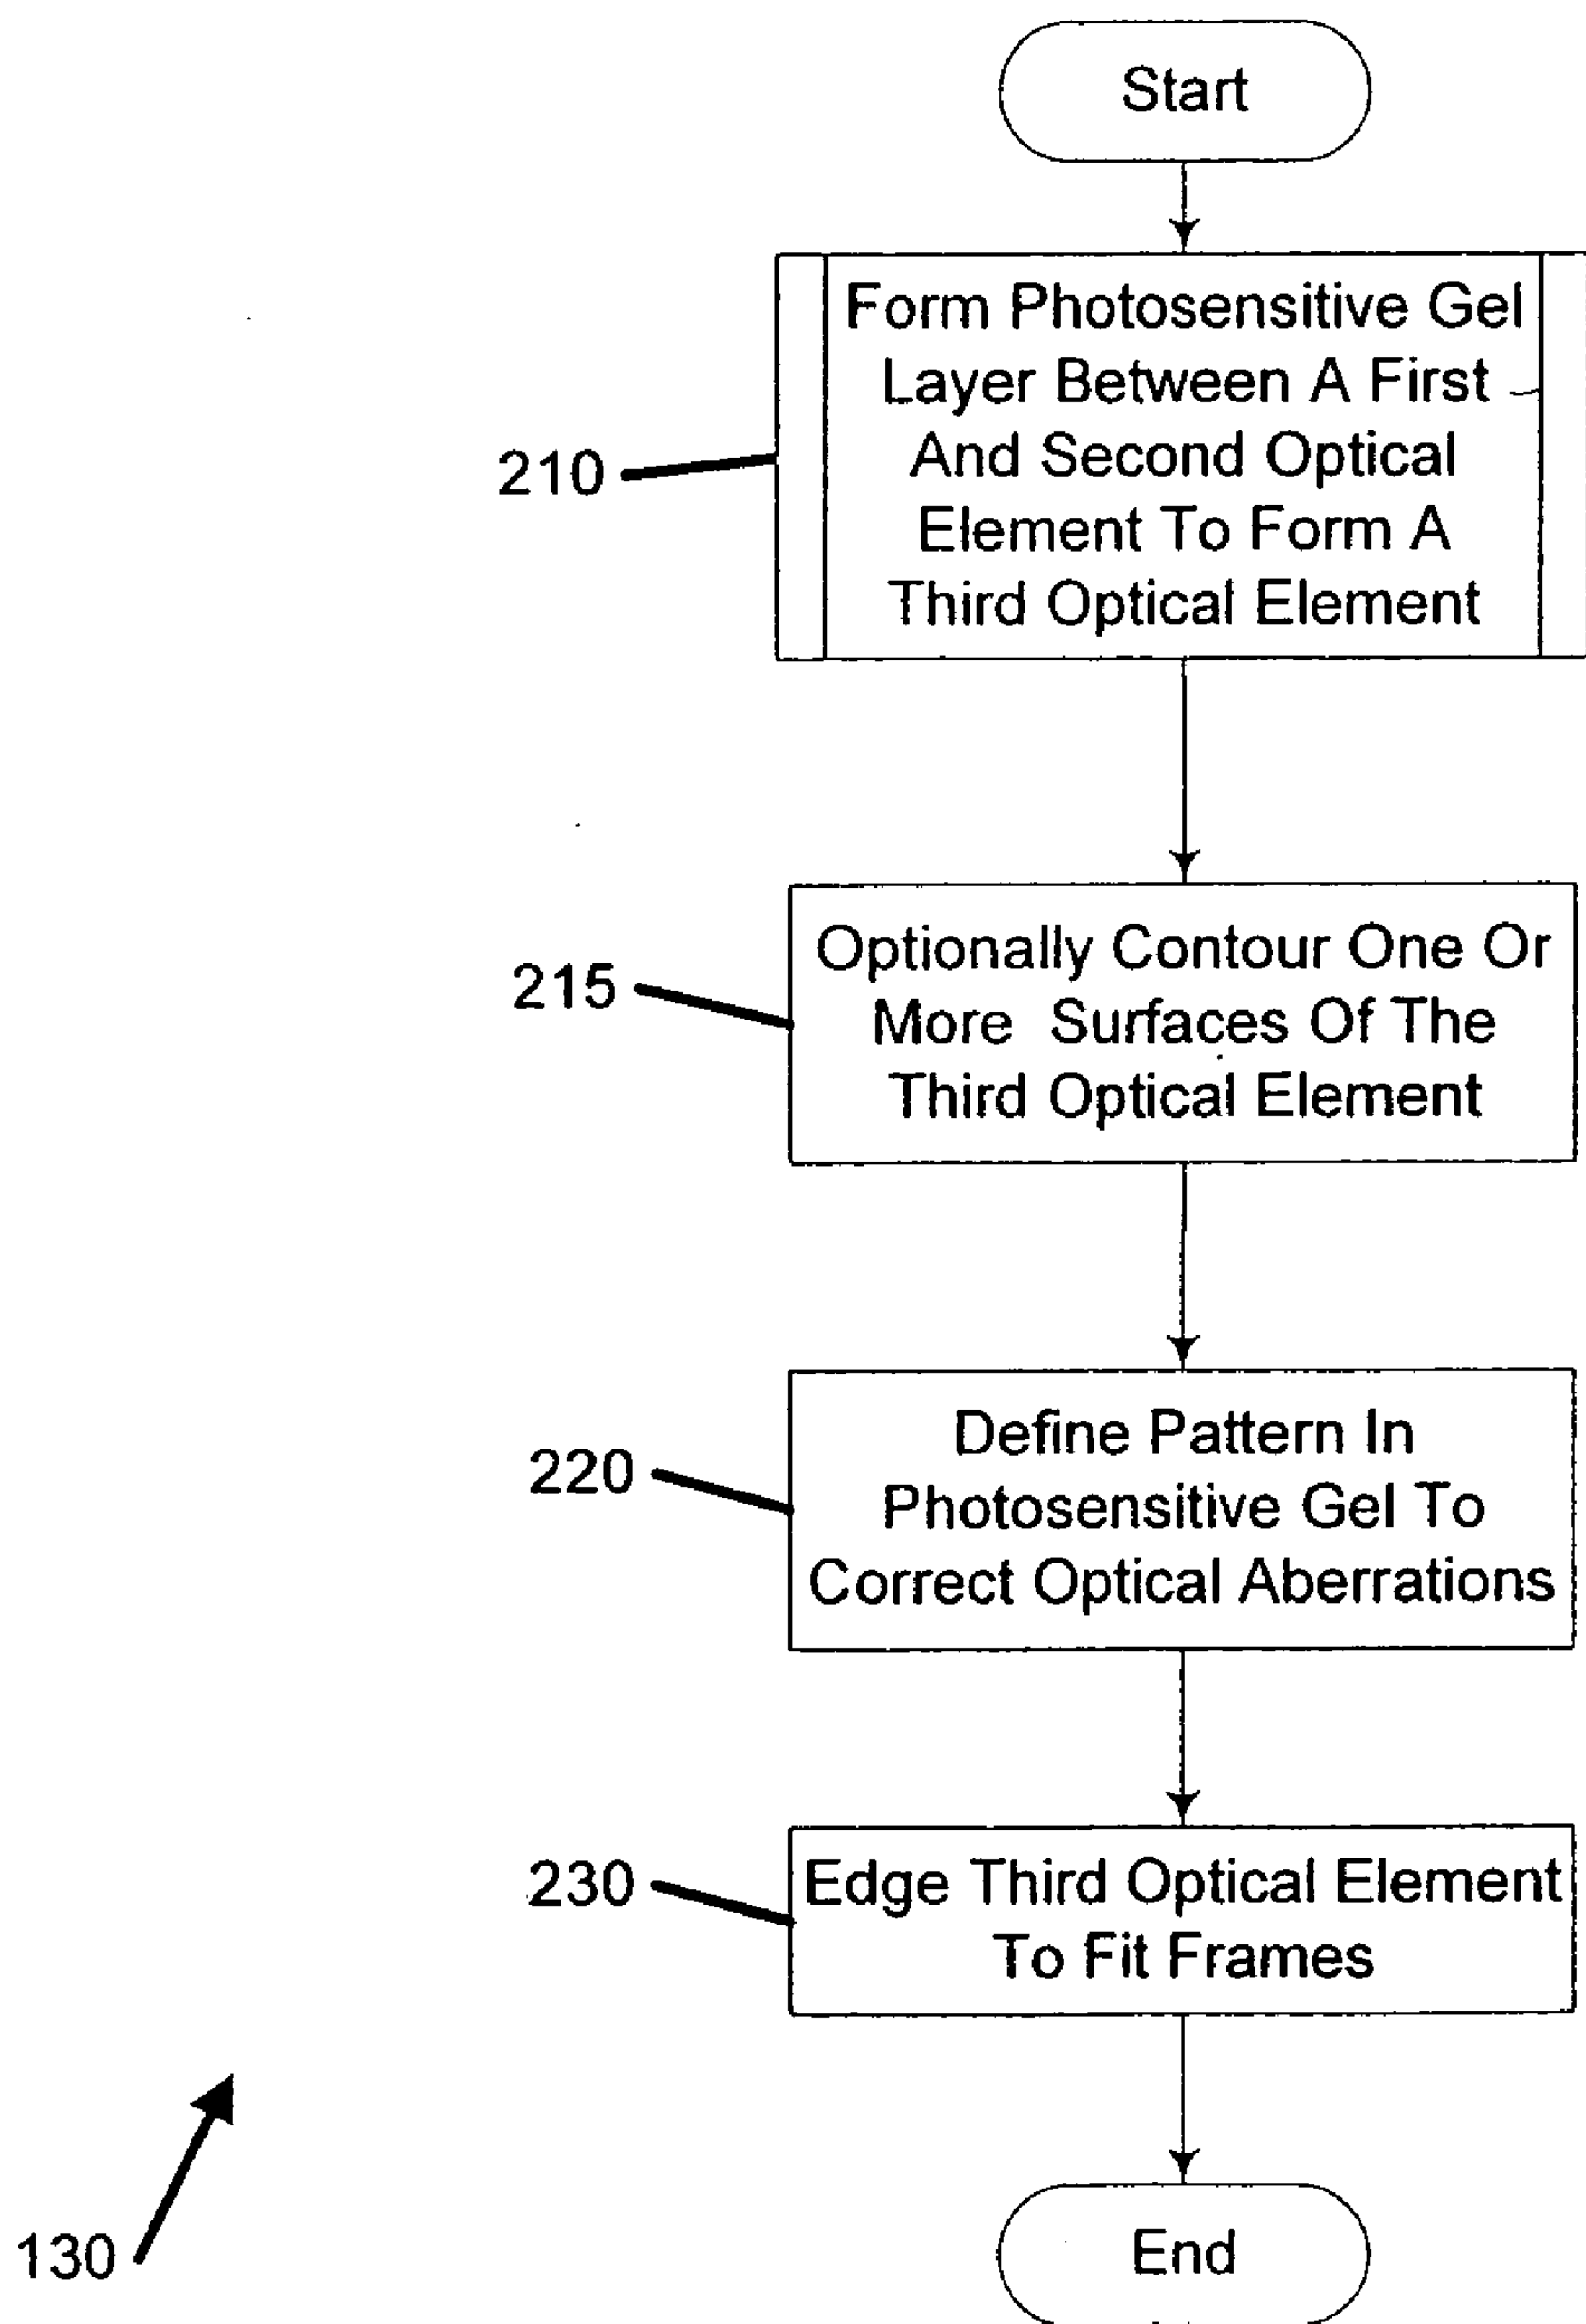 Start
Form Photosensitive Gel
Layer Between A First
And Second Optical
Element To Form A
Third Optical Element
210
Optionally Contour One Or
More Surfaces Of The
Third Optical Element
215
Define Pattern In
Photosensitive Gel To
Correct Optical Aberrations
220
Edge Third Optical Element
To Fit Frames
230
End
130